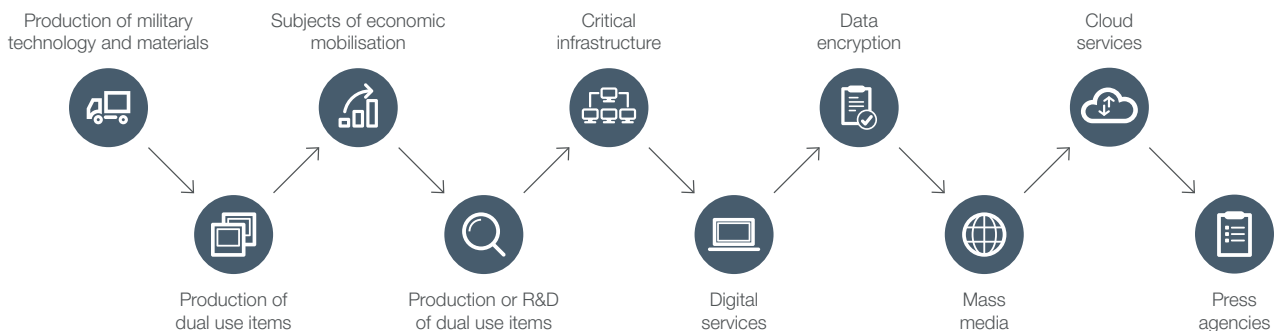 Production of military
technology and materials
Subjects of economic
mobilisation
Critical
infrastructure
Data
encryption
Cloud
services
Production of
dual use items
Production or R&D
of dual use items
Digital
services
Mass
media
Press
agencies